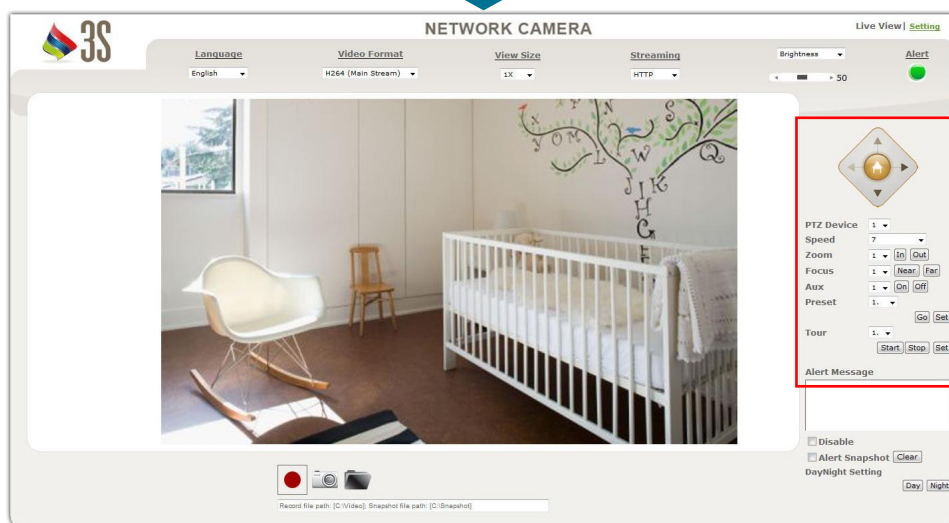 3S
NETWORK CAMERA
Live View| Setting
Language
Video Format
View Size
Streaming
Brightness
Alert
English
H264 (Main Stream)
1X
HTTP
50
PTZ Device 1
Speed 7
Zoom 1 In Out
Focus 1 Near Far
Aux 1 On Off
Preset 1.
Go Set
Tour 1.
Start Stop Set
Alert Message
Disable
Alert Snapshot Clear
DayNight Setting
Day Night
Record file path: [C:\Video]; Snapshot file path: [C:\Snapshot]